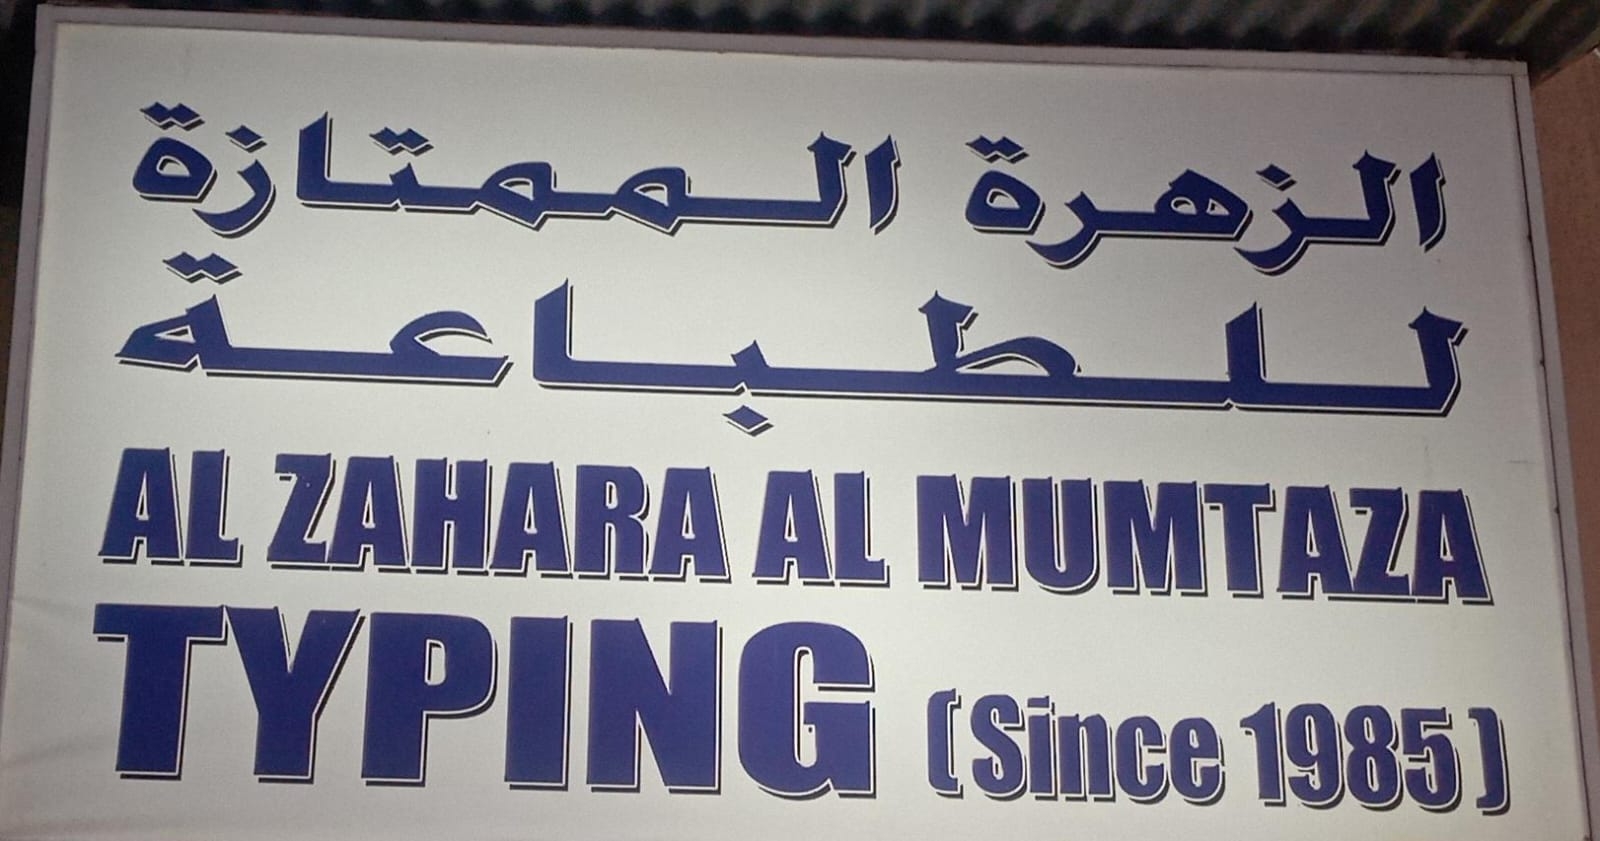 الزهرة الممتازة
للطباعة
AL ZAHARA AL MUMTAZA
TYPING (Since 1985)